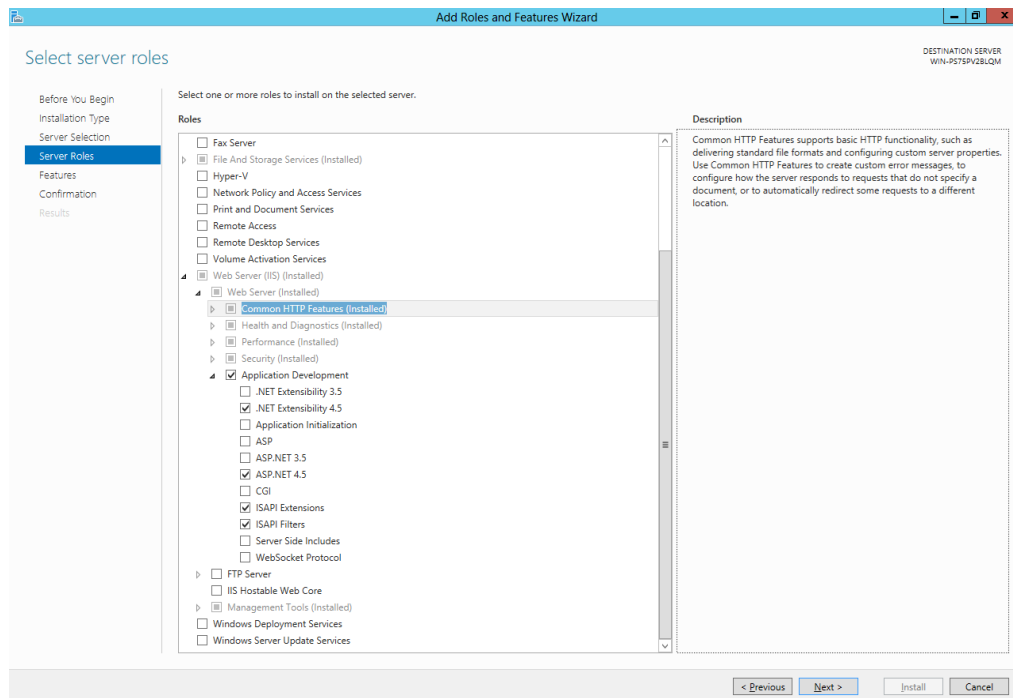 Add Roles and Features Wizard
Select server roles
DESTINATION SERVER
WIN-PS75PV2BLQM
Before You Begin
Installation Type
Server Selection
Server Roles
Features
Confirmation
Results
Select one or more roles to install on the selected server.
Roles
Fax Server
File And Storage Services (Installed)
Hyper-V
Network Policy and Access Services
Print and Document Services
Remote Access
Remote Desktop Services
Volume Activation Services
Web Server (IIS) (Installed)
Web Server (Installed)
Common HTTP Features (Installed)
Health and Diagnostics (Installed)
Performance (Installed)
Security (Installed)
Application Development
.NET Extensibility 3.5
.NET Extensibility 4.5
Application Initialization
ASP
ASP.NET 3.5
ASP.NET 4.5
CGI
ISAPI Extensions
ISAPI Filters
Server Side Includes
WebSocket Protocol
FTP Server
IIS Hostable Web Core
Management Tools (Installed)
Windows Deployment Services
Windows Server Update Services
Description
Common HTTP Features supports basic HTTP functionality, such as
delivering standard file formats and configuring custom server properties.
Use Common HTTP Features to create custom error messages, to
configure how the server responds to requests that do not specify a
document, or to automatically redirect some requests to a different
location.
< Previous
Next >
Install
Cancel